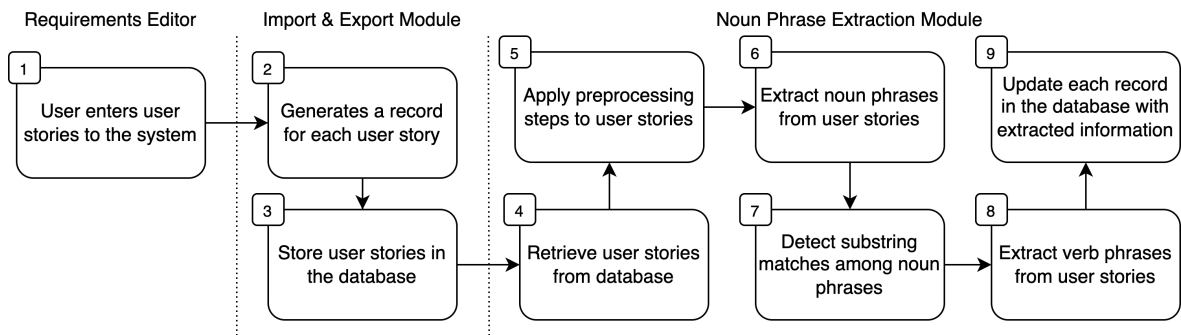 Requirements Editor
Import & Export Module
Noun Phrase Extraction Module
1
User enters user
stories to the system
2
Generates a record
for each user story
3
Store user stories in
the database
4
Retrieve user stories
from database
5
Apply preprocessing
steps to user stories
6
Extract noun phrases
from user stories
7
Detect substring
matches among noun
phrases
8
Extract verb phrases
from user stories
9
Update each record
in the database with
extracted information